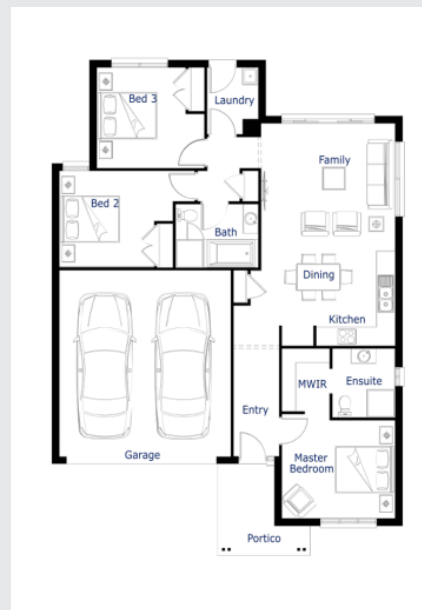 Bed 3
Laundry
Family
Bed 2
Bath
Dining
Kitchen
MWIR
Ensuite
Entry
Garage
Master
Bedroom
Portico